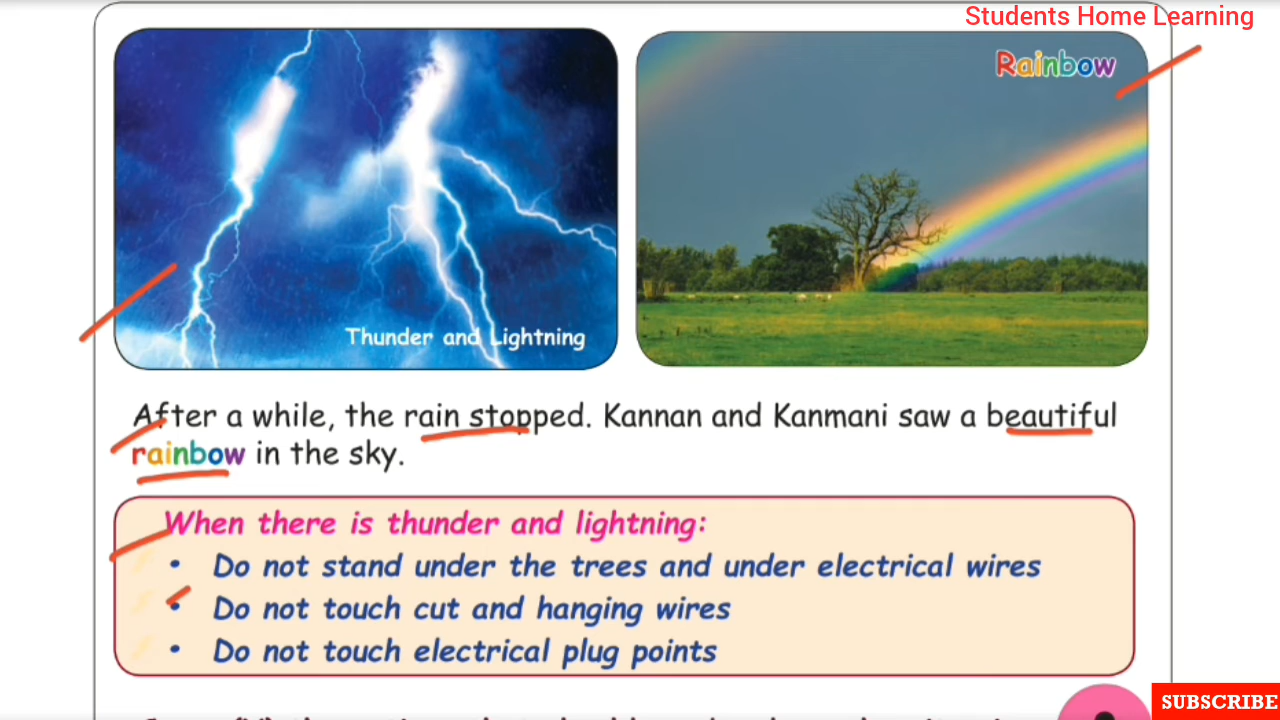 Students Home Learning
Rainbow
Thunder and Lightning
After a while, the rain stopped. Kannan and Kanmani saw a beautiful
rainbow in the sky.
When there is thunder and lightning:
• Do not stand under the trees and under electrical wires
• Do not touch cut and hanging wires
• Do not touch electrical plug points
SUBSCRIBE